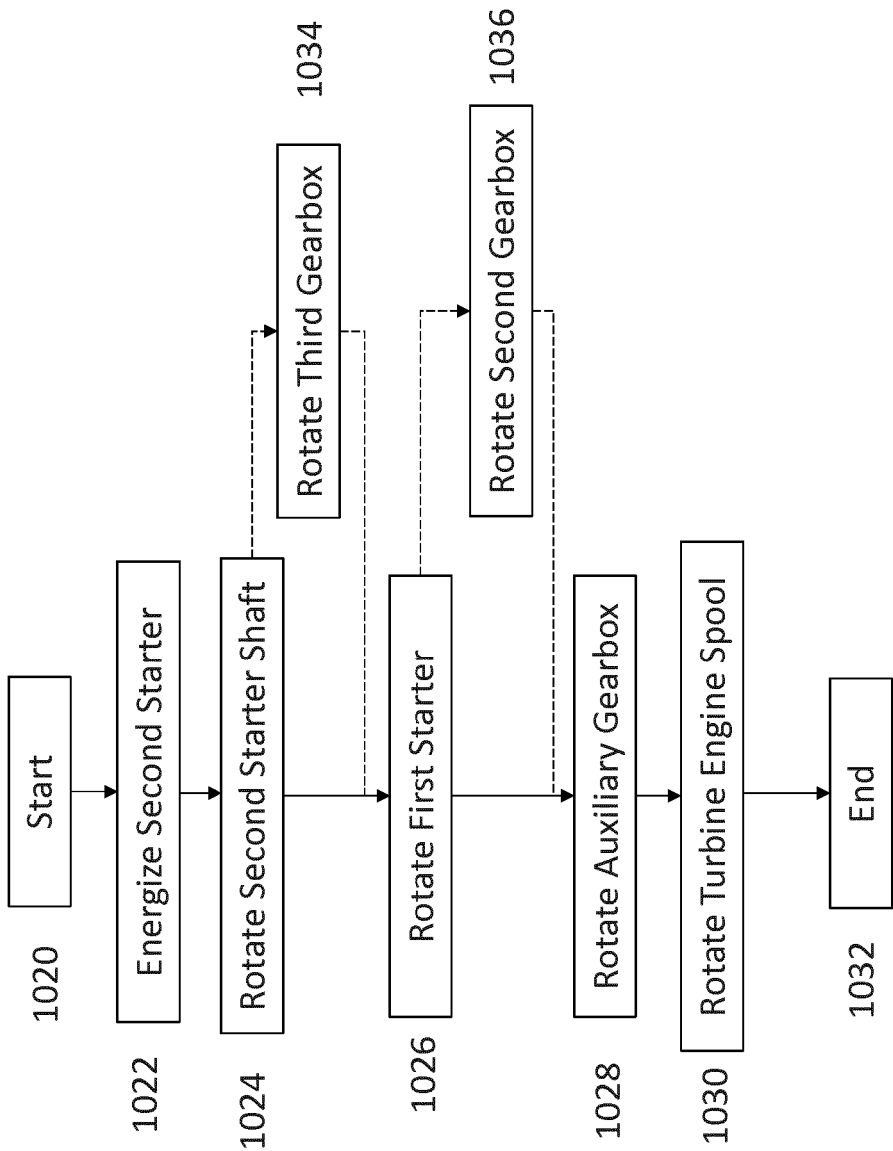 1020
Start
1022
Energize Second Starter
1024
Rotate Second Starter Shaft
1034
Rotate Third Gearbox
1026
Rotate First Starter
1036
Rotate Second Gearbox
1028
Rotate Auxiliary Gearbox
1030
Rotate Turbine Engine Spool
1032
End